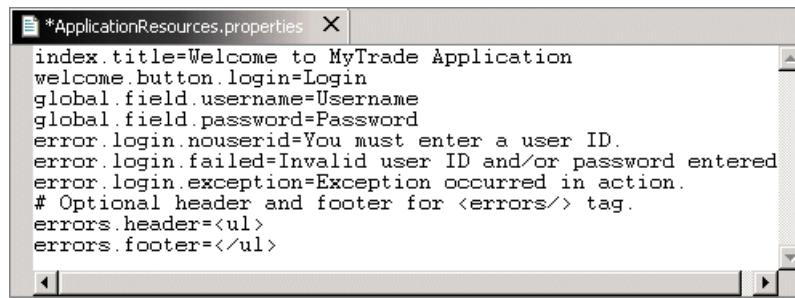 *ApplicationResources.properties
index.title=Welcome to MyTrade Application
welcome.button.login=Login
global.field.username=Username
global.field.password=Password
error.login.nouserid=You must enter a user ID.
error.login.failed=Invalid user ID and/or password entered
error.login.exception=Exception occurred in action.
# Optional header and footer for <errors/> tag.
errors.header=<ul>
errors.footer=</ul>